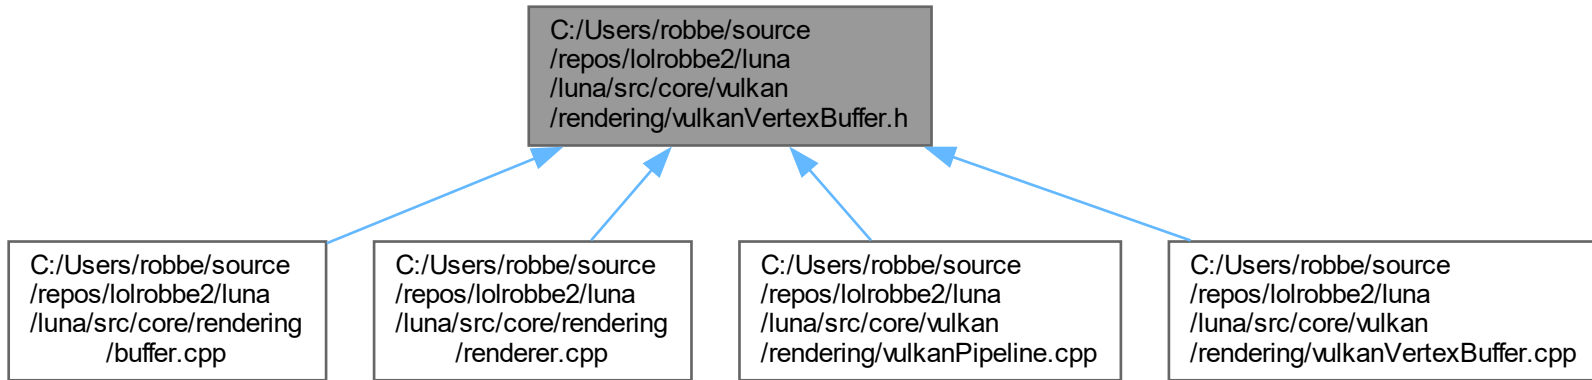 C:/Users/robbe/source
/repos/lolrobbe2/luna
/luna/src/core/vulkan
/rendering/vulkanVertexBuffer.h
C:/Users/robbe/source
/repos/lolrobbe2/luna
/luna/src/core/rendering
/buffer.cpp
C:/Users/robbe/source
/repos/lolrobbe2/luna
/luna/src/core/rendering
/renderer.cpp
C:/Users/robbe/source
/repos/lolrobbe2/luna
/luna/src/core/vulkan
/rendering/vulkanPipeline.cpp
C:/Users/robbe/source
/repos/lolrobbe2/luna
/luna/src/core/vulkan
/rendering/vulkanVertexBuffer.cpp